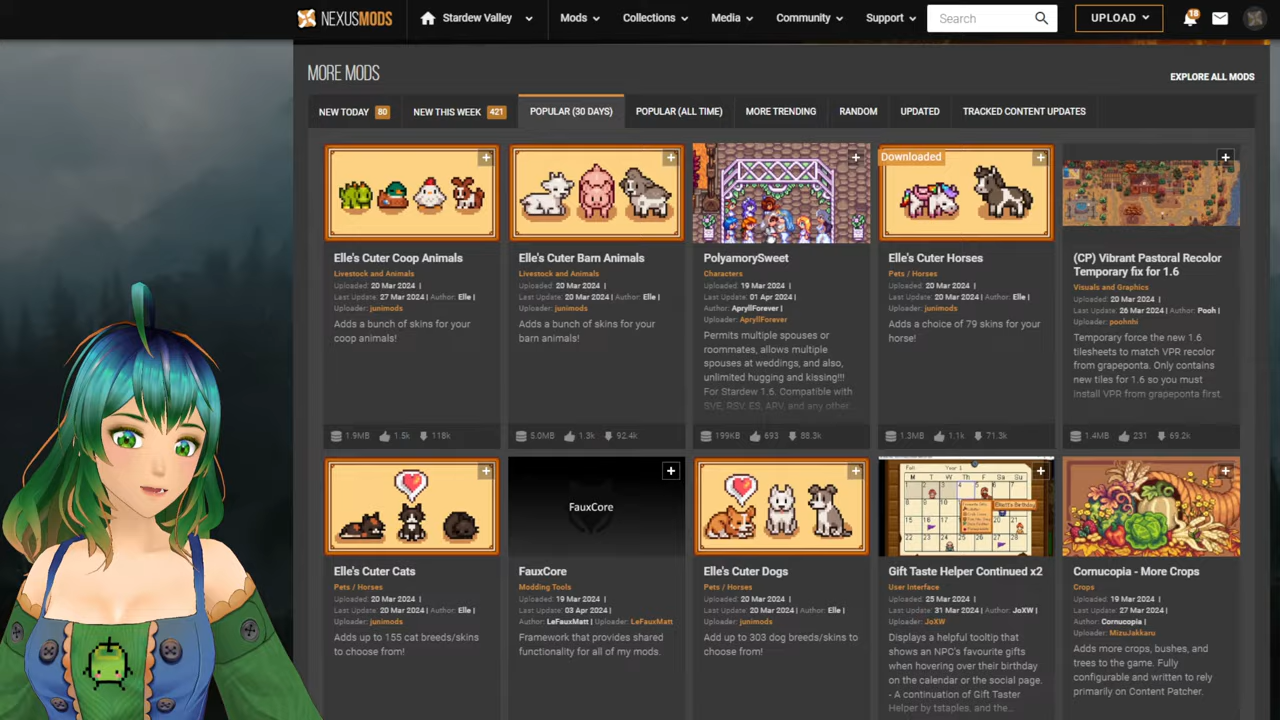 NEXUSMODS
Stardew Valley
Mods
Collections
Media
Community
Support
Search
UPLOAD
18
MORE MODS
EXPLORE ALL MODS
NEW TODAY 80
NEW THIS WEEK 421
POPULAR (30 DAYS)
POPULAR (ALL TIME)
MORE TRENDING
RANDOM
UPDATED
TRACKED CONTENT UPDATES
Elle's Cuter Coop Animals
Livestock and Animals
Uploaded: 20 Mar 2024 |
Last Update: 27 Mar 2024 | Author: Elle |
Uploader: junimods
Adds a bunch of skins for your
coop animals!
1.9MB 1.5k 118k
Elle's Cuter Barn Animals
Livestock and Animals
Uploaded: 20 Mar 2024 |
Last Update: 20 Mar 2024 | Author: Elle |
Uploader: junimods
Adds a bunch of skins for your
barn animals!
5.0MB 1.3k 92.4k
PolyamorySweet
Characters
Uploaded: 19 Mar 2024 |
Last Update: 01 Apr 2024 |
Author: ApryllForever |
Uploader: ApryllForever
Permits multiple spouses or
roommates, allows multiple
spouses at weddings, and also,
unlimited hugging and kissing!!!
For Stardew 1.6. Compatible with
SVE, RSV, ES, APV, and any other
199KB 693 88.3k
Downloaded
Elle's Cuter Horses
Pets / Horses
Uploaded: 20 Mar 2024 |
Last Update: 20 Mar 2024 | Author: Elle |
Uploader: junimods
Adds a choice of 79 skins for your
horse!
1.3MB 1.1k 71.3k
(CP) Vibrant Pastoral Recolor
Temporary fix for 1.6
Visuals and Graphics
Uploaded: 20 Mar 2024 |
Last Update: 26 Mar 2024 | Author: Pooh |
Uploader: poohnhi
Temporary force the new 1.6
tilesheets to match VPR recolor
from grapeponta. Only contains
new tiles for 1.6 so you must
install VPR from grapeponta first.
1.4MB 231 69.2k
Elle's Cuter Cats
Pets / Horses
Uploaded: 20 Mar 2024 |
Last Update: 20 Mar 2024 | Author: Elle |
Uploader: junimods
Adds up to 155 cat breeds/skins
to choose from!
FauxCore
FauxCore
Modding Tools
Uploaded: 19 Mar 2024 |
Last Update: 03 Apr 2024 |
Author: LeFauxMatt | Uploader: LeFauxMatt
Framework that provides shared
functionality for all of my mods.
Elle's Cuter Dogs
Pets / Horses
Uploaded: 20 Mar 2024 |
Last Update: 20 Mar 2024 | Author: Elle |
Uploader: junimods
Add up to 303 dog breeds/skins to
choose from!
Gift Taste Helper Continued x2
User Interface
Uploaded: 25 Mar 2024 |
Last Update: 31 Mar 2024 | Author: JoXW |
Uploader: JoXW
Displays a helpful tooltip that
shows an NPC's favourite gifts
when hovering over their birthday
on the calendar or the social page.
- A continuation of Gift Taster
Helper by tstaples, and the...
Cornucopia - More Crops
Crops
Uploaded: 19 Mar 2024 |
Last Update: 27 Mar 2024 |
Author: Cornucopia |
Uploader: MizuJakkaru
Adds more crops, bushes, and
trees to the game. Fully
configurable and written to rely
primarily on Content Patcher.